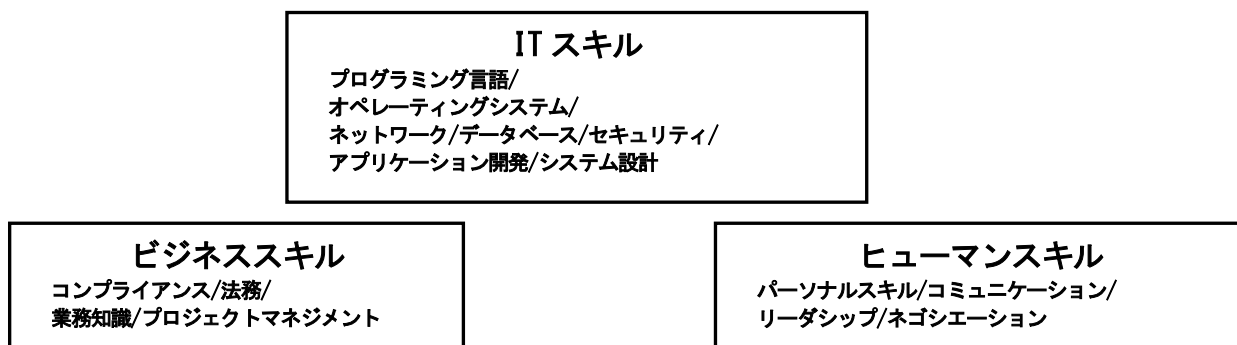 IT スキル
プログラミング言語/
オペレーティングシステム/
ネットワーク/データベース/セキュリティ/
アプリケーション開発/システム設計
ビジネススキル
コンプライアンス/法務/
業務知識/プロジェクトマネジメント
ヒューマンスキル
パーソナルスキル/コミュニケーション/
リーダシップ/ネゴシエーション